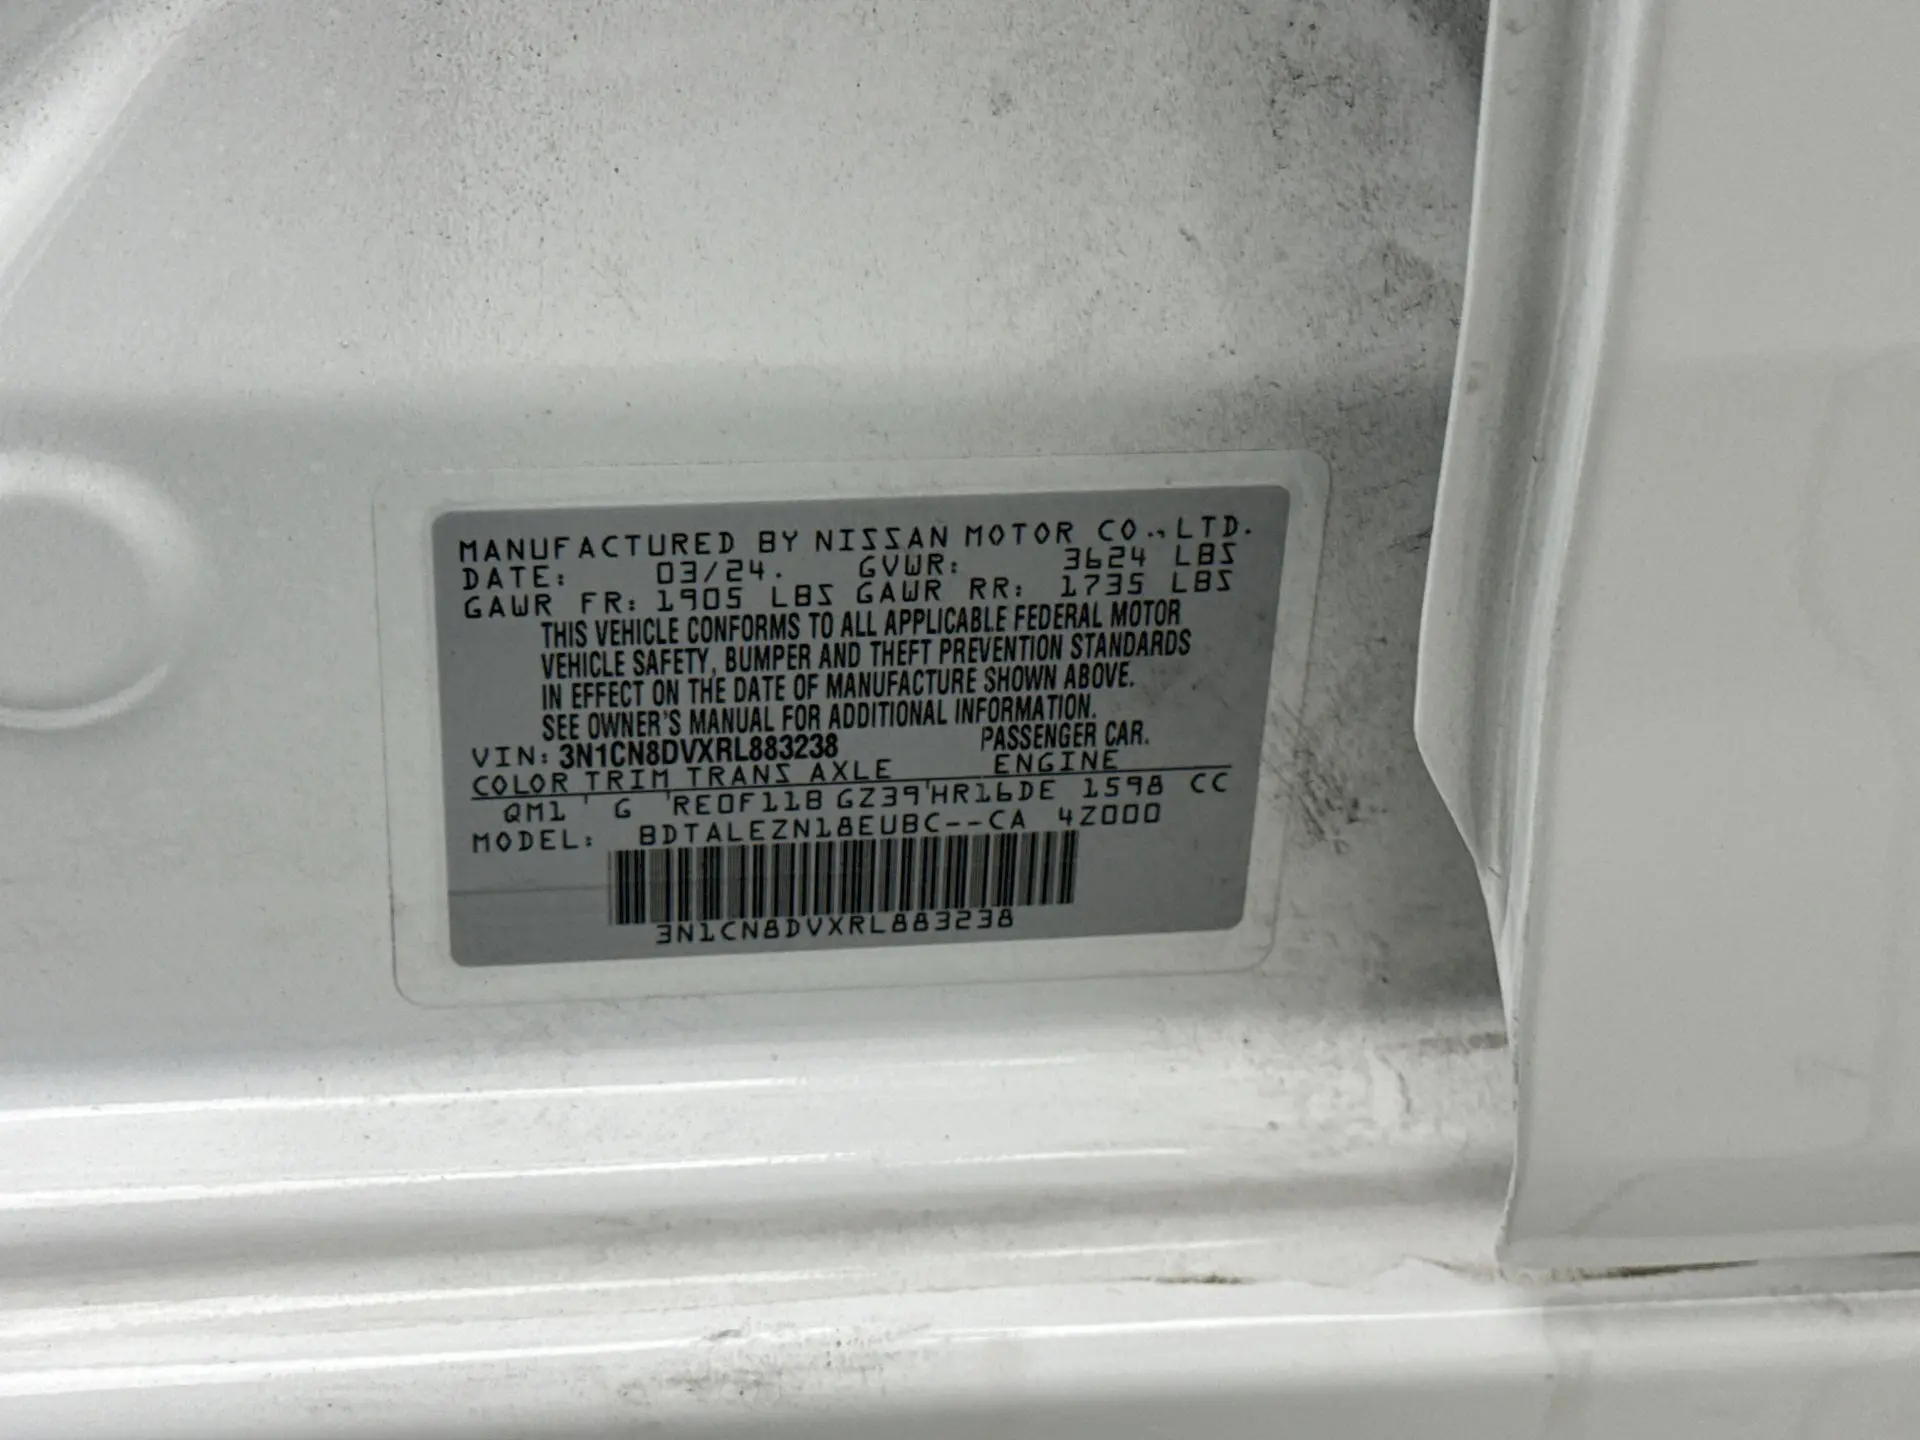 MANUFACTURED BY NISSAN MOTOR CO.,LTD.
DATE: 03/24. GVWR: 3624 LBS
GAWR FR: 1905 LBS GAWR RR: 1735 LBS
THIS VEHICLE CONFORMS TO ALL APPLICABLE FEDERAL MOTOR
VEHICLE SAFETY, BUMPER AND THEFT PREVENTION STANDARDS
IN EFFECT ON THE DATE OF MANUFACTURE SHOWN ABOVE.
SEE OWNER'S MANUAL FOR ADDITIONAL INFORMATION.
VIN: 3N1CN8DVXRL883238 PASSENGER CAR.
COLOR TRIM TRANS AXLE ENGINE
QM1 ' G 'RE0F11B GZ39'HR16DE 1598 CC
MODEL: BDTALEZN18EUBC--CA 4Z000
3N1CN8DVXRL883238